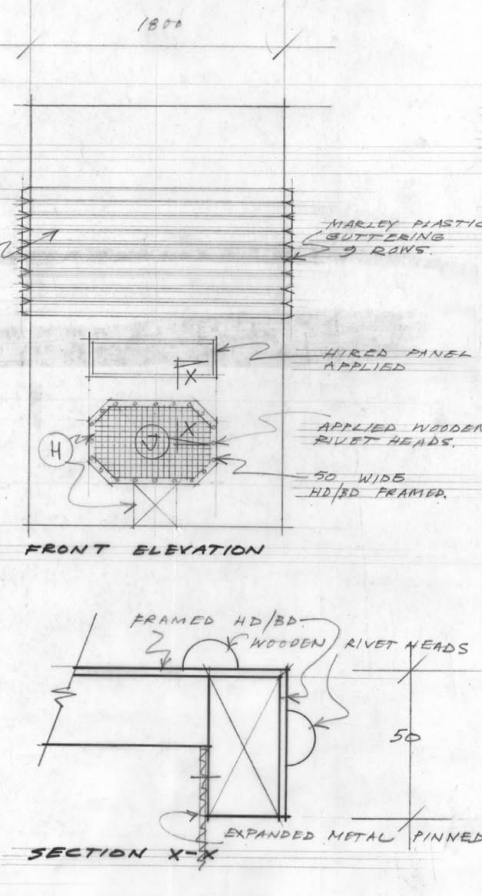 1800
MARLEY PLASTIC
GUTTERING
9 ROWS.
HIRED PANEL
APPLIED
X
X
H
APPLIED WOODEN
RIVET HEADS.
50 WIDE
HD/BD FRAMED.
FRONT ELEVATION
FRAMED HD/BD.
WOODEN RIVET HEADS
50
EXPANDED METAL PINNED
SECTION X-X